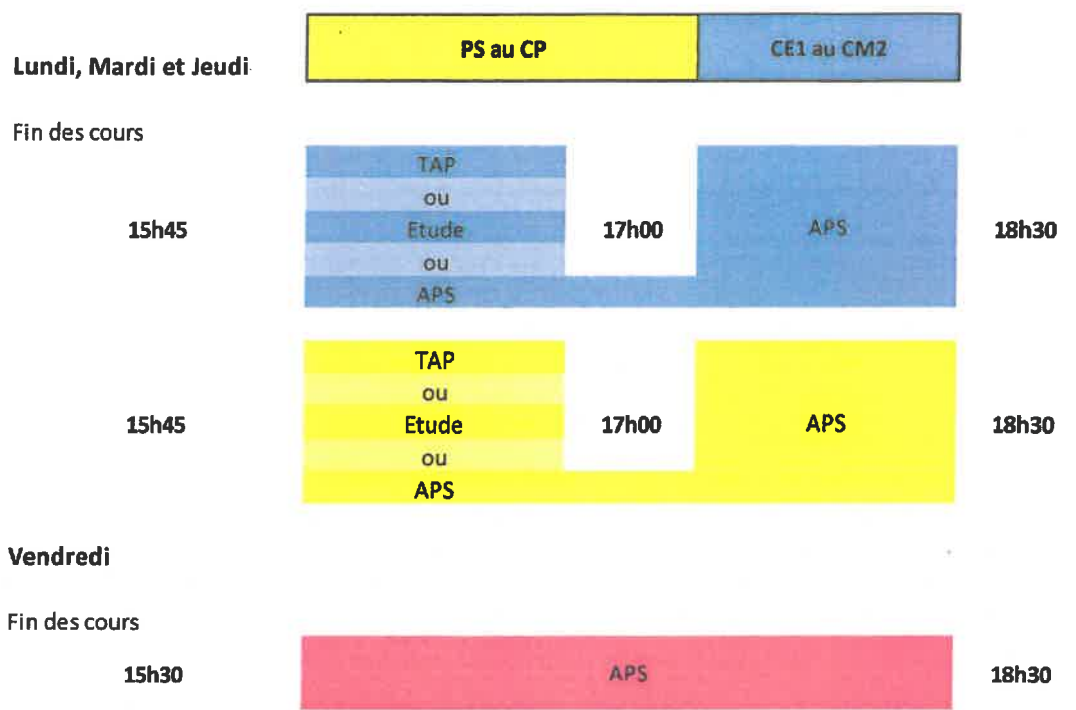 PS au CP CE1 au CM2
Lundi, Mardi et Jeudi
Fin des cours
TAP
ou
15h45 Etude 17h00 APS 18h30
ou
APS
TAP
ou
15h45 Etude 17h00 APS 18h30
ou
APS
Vendredi
Fin des cours
15h30 APS 18h30